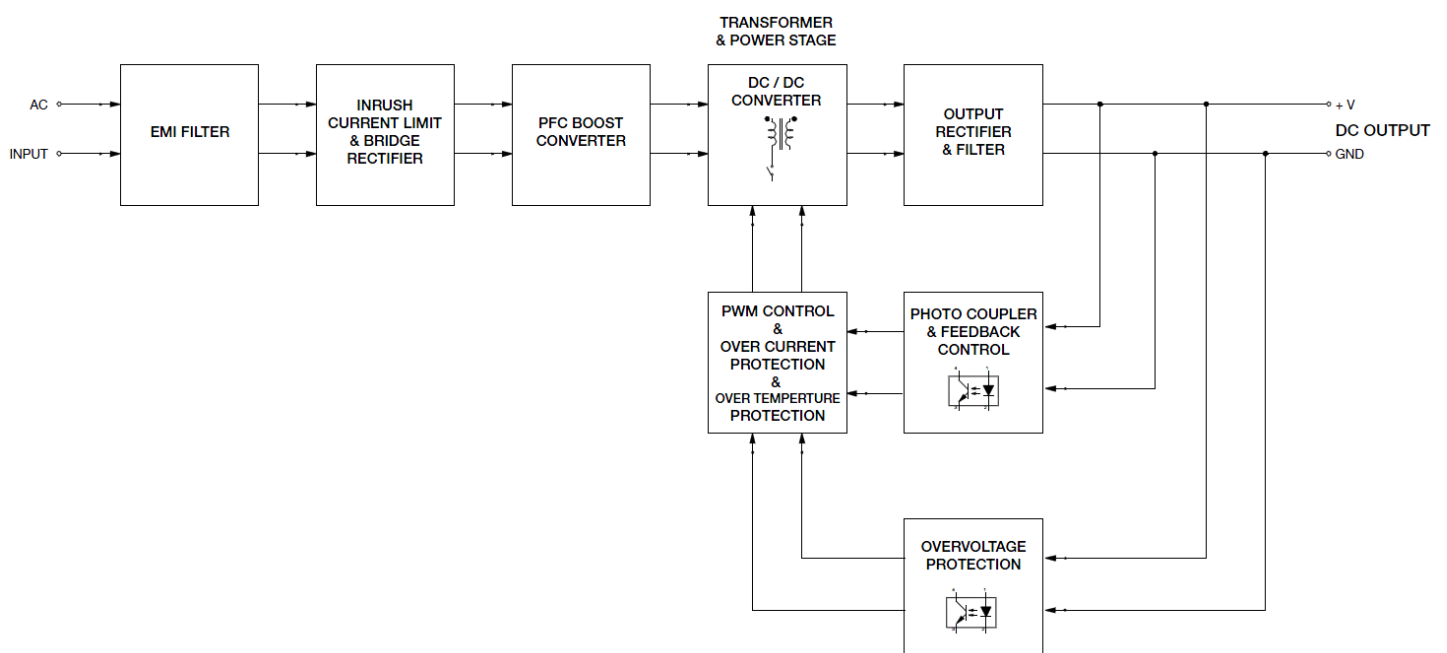 TRANSFORMER
& POWER STAGE
AC
INPUT
EMI FILTER
INRUSH
CURRENT LIMIT
& BRIDGE
RECTIFIER
PFC BOOST
CONVERTER
DC / DC
CONVERTER
OUTPUT
RECTIFIER
& FILTER
+ V
DC OUTPUT
GND
PWM CONTROL
&
OVER CURRENT
PROTECTION
&
OVER TEMPERTURE
PROTECTION
PHOTO COUPLER
& FEEDBACK
CONTROL
OVERVOLTAGE
PROTECTION